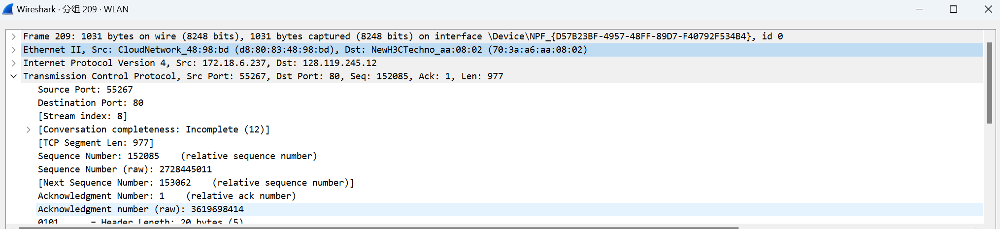 Wireshark · 分组 209 · WLAN
Frame 209: 1031 bytes on wire (8248 bits), 1031 bytes captured (8248 bits) on interface \Device\NPF_{D57B23BF-4957-48FF-89D7-F40792F534B4}, id 0
Ethernet II, Src: CloudNetwork_48:98:bd (d8:80:83:48:98:bd), Dst: NewH3CTechno_aa:08:02 (70:3a:a6:aa:08:02)
Internet Protocol Version 4, Src: 172.18.6.237, Dst: 128.119.245.12
Transmission Control Protocol, Src Port: 55267, Dst Port: 80, Seq: 152085, Ack: 1, Len: 977
Source Port: 55267
Destination Port: 80
[Stream index: 8]
[Conversation completeness: Incomplete (12)]
[TCP Segment Len: 977]
Sequence Number: 152085    (relative sequence number)
Sequence Number (raw): 2728445011
[Next Sequence Number: 153062    (relative sequence number)]
Acknowledgment Number: 1    (relative ack number)
Acknowledgment number (raw): 3619698414
0101 .... = Header Length: 20 bytes (5)